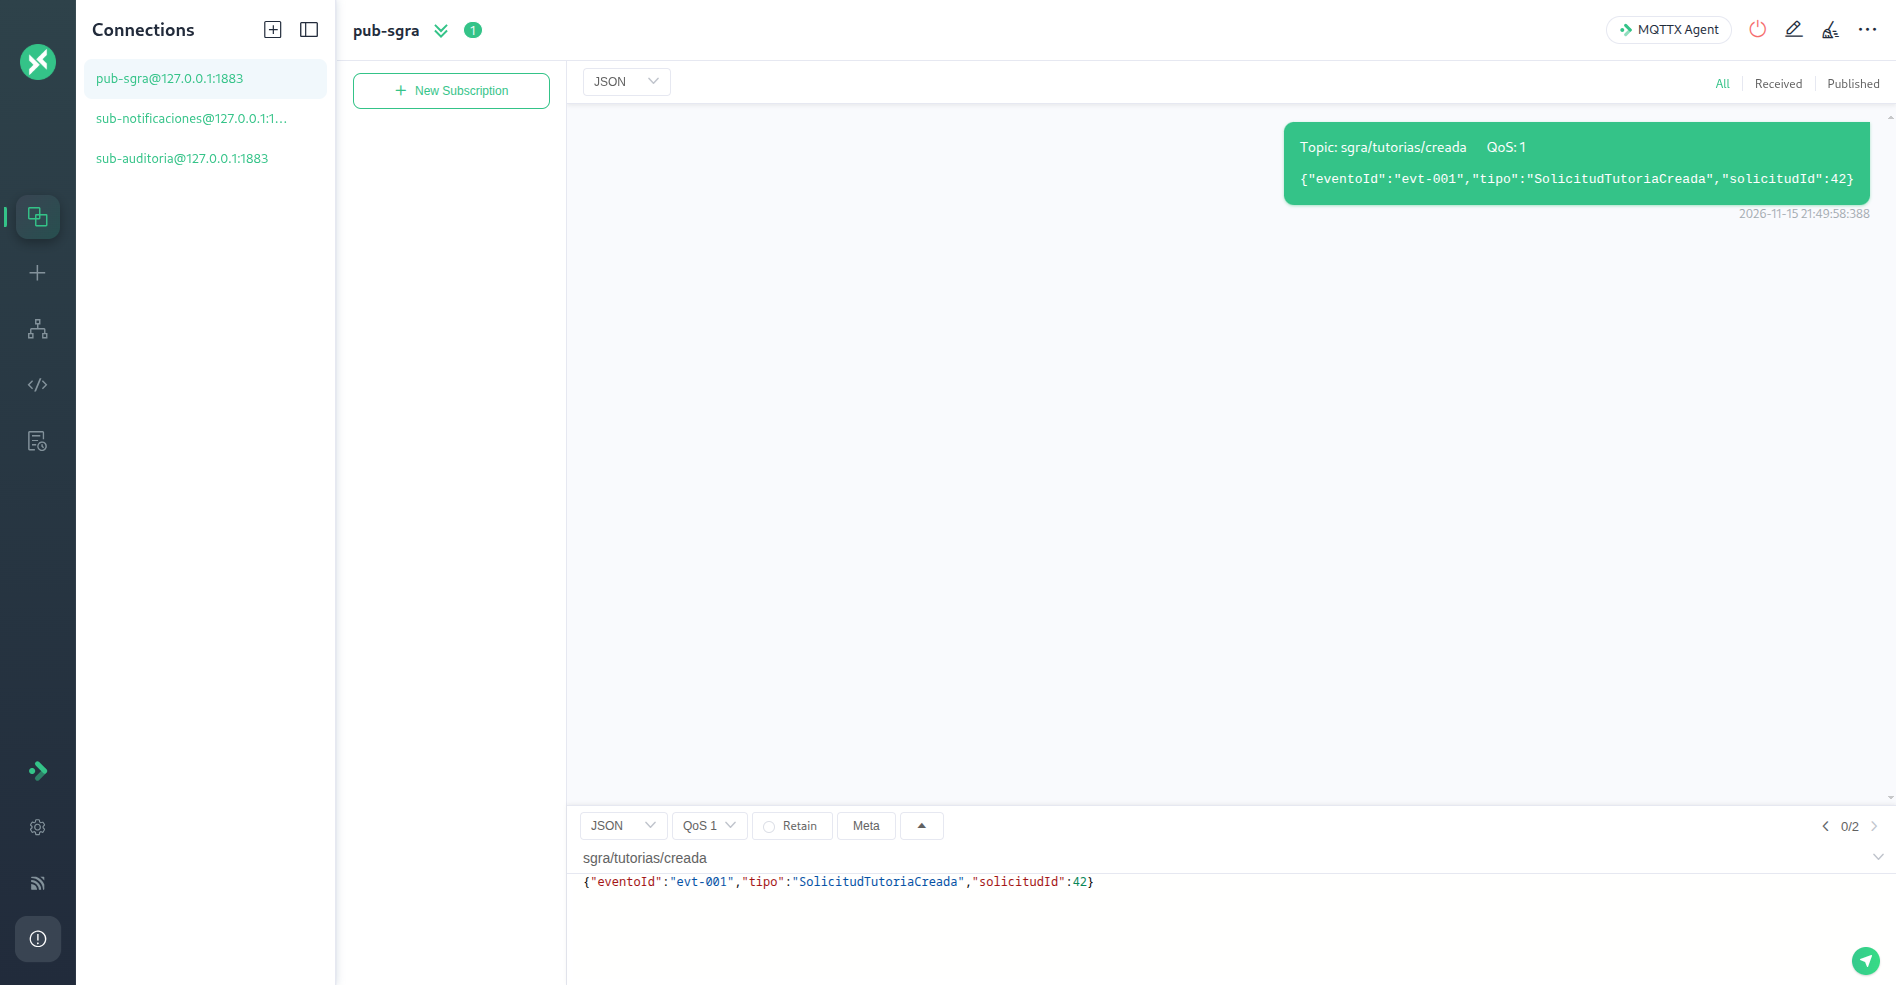 Connections
pub-sgra@127.0.0.1:1883
sub-notificaciones@127.0.0.1:1...
sub-auditoria@127.0.0.1:1883
pub-sgra 1
MQTTX Agent
+ New Subscription
JSON
All Received Published
Topic: sgra/tutorias/creada QoS: 1
{"eventoId":"evt-001","tipo":"SolicitudTutoriaCreada","solicitudId":42}
2026-11-15 21:49:58:388
JSON QoS 1 Retain Meta 0/2
sgra/tutorias/creada
{"eventoId":"evt-001","tipo":"SolicitudTutoriaCreada","solicitudId":42}